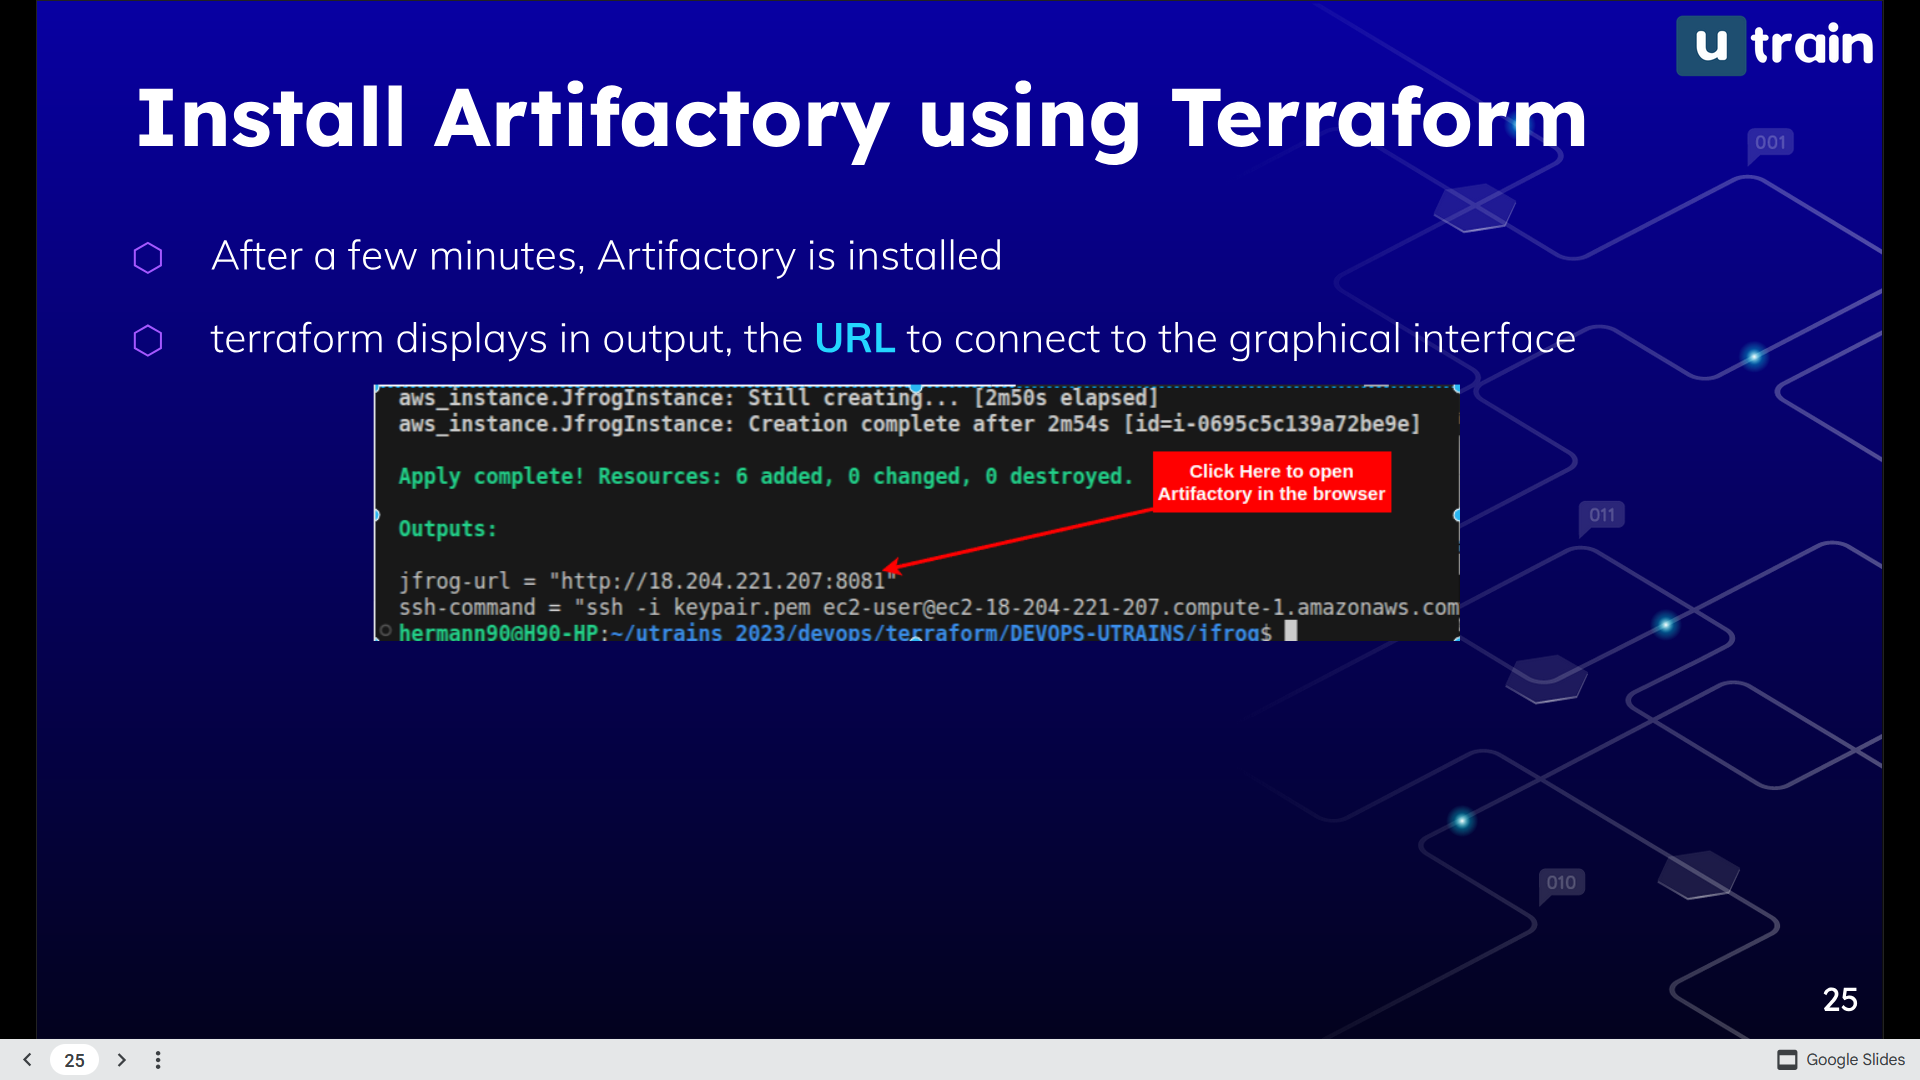 u train
Install Artifactory using Terraform
001
After a few minutes, Artifactory is installed
terraform displays in output, the URL to connect to the graphical interface
aws_instance.JfrogInstance: Still creating... [2m50s elapsed]
aws_instance.JfrogInstance: Creation complete after 2m54s [id=i-0695c5c139a72be9e]
Apply complete! Resources: 6 added, 0 changed, 0 destroyed.
Click Here to open
Artifactory in the browser
Outputs:
011
jfrog-url = "http://18.204.221.207:8081"
ssh-command = "ssh -i keypair.pem ec2-user@ec2-18-204-221-207.compute-1.amazonaws.com
hermann90@H90-HP:~/utrains_2023/devops/terraform/DEVOPS-UTRAINS/jfrog$
010
25
25
Google Slides